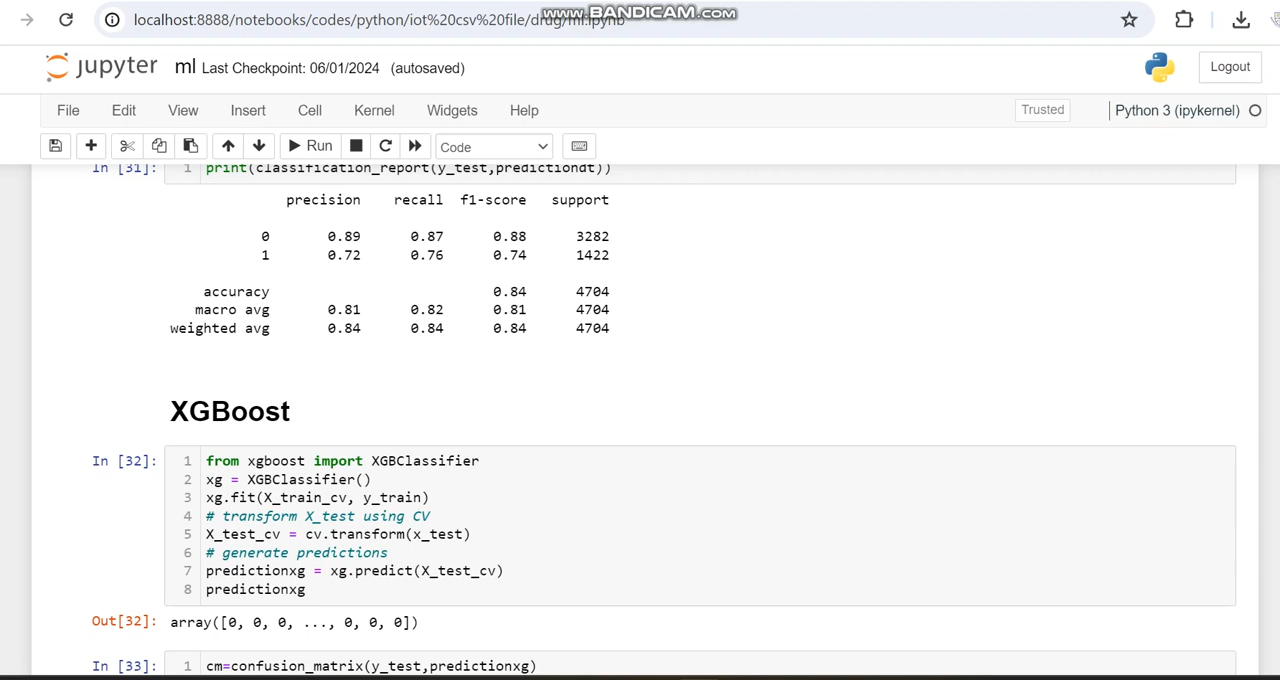 localhost:8888/notebooks/codes/python/iot%20csv%20file/drug/ml.ipynb
www.BANDICAM.com
jupyter ml Last Checkpoint: 06/01/2024 (autosaved)
Logout
File Edit View Insert Cell Kernel Widgets Help
Trusted
Python 3 (ipykernel)
Run
Code
In [31]: 1 print(classification_report(y_test,predictiondt))
precision recall f1-score support
0 0.89 0.87 0.88 3282
1 0.72 0.76 0.74 1422
accuracy 0.84 4704
macro avg 0.81 0.82 0.81 4704
weighted avg 0.84 0.84 0.84 4704
XGBoost
In [32]: 1 from xgboost import XGBClassifier
2 xg = XGBClassifier()
3 xg.fit(X_train_cv, y_train)
4 # transform X_test using CV
5 X_test_cv = cv.transform(x_test)
6 # generate predictions
7 predictionxg = xg.predict(X_test_cv)
8 predictionxg
Out[32]: array([0, 0, 0, ..., 0, 0, 0])
In [33]: 1 cm=confusion_matrix(y_test,predictionxg)